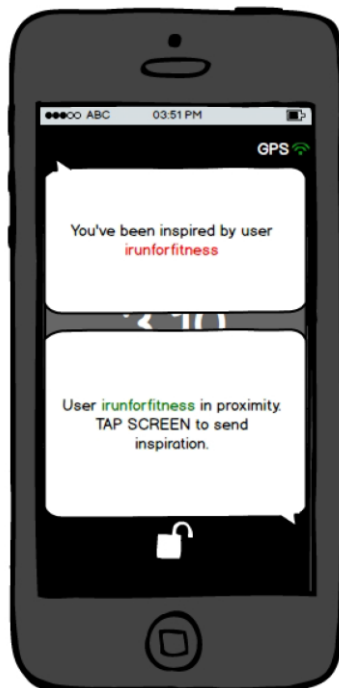 ABC 03:51 PM
GPS
You've been inspired by user
irunforfitness
User irunforfitness in proximity.
TAP SCREEN to send
inspiration.